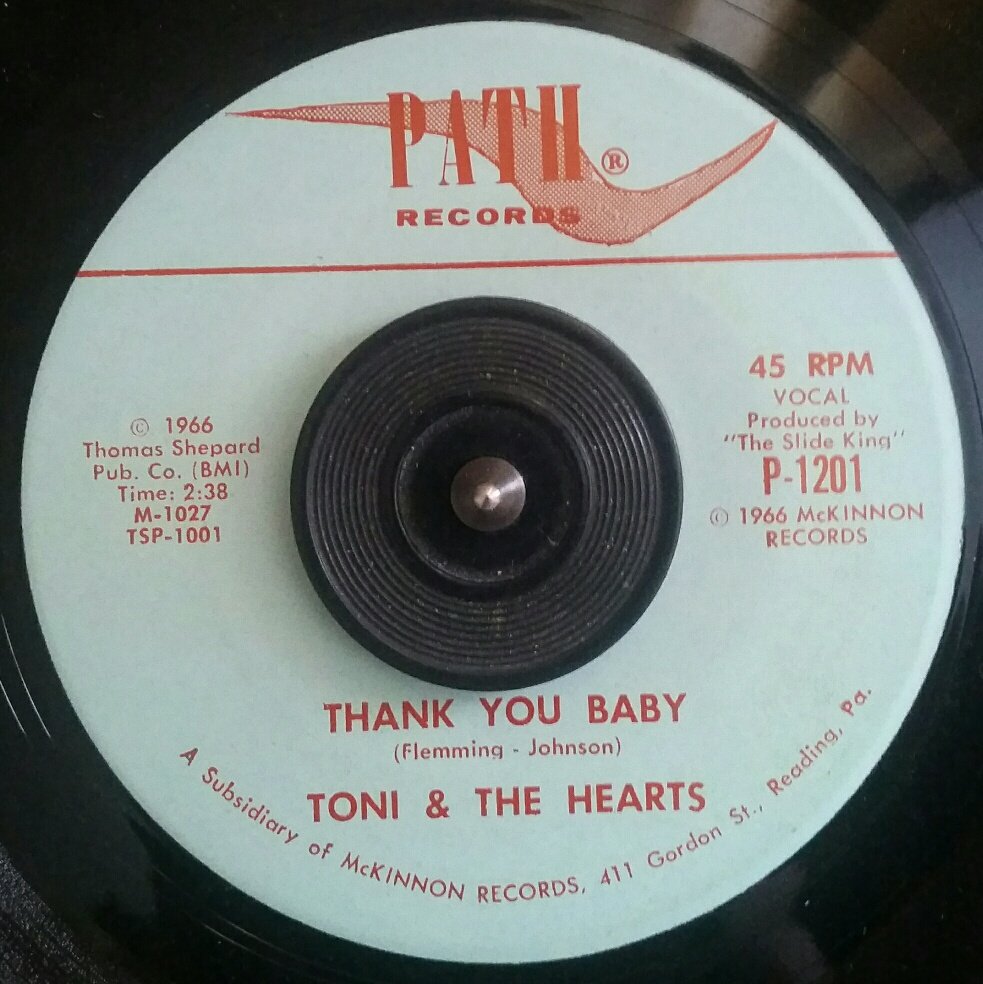 PATH ®
RECORDS
45 RPM
VOCAL
Produced by
"The Slide King"
P-1201
© 1966 McKINNON
RECORDS
© 1966
Thomas Shepard
Pub. Co. (BMI)
Time: 2:38
M-1027
TSP-1001
THANK YOU BABY
(Flemming - Johnson)
TONI & THE HEARTS
A Subsidiary of McKINNON RECORDS, 411 Gordon St., Reading, Pa.